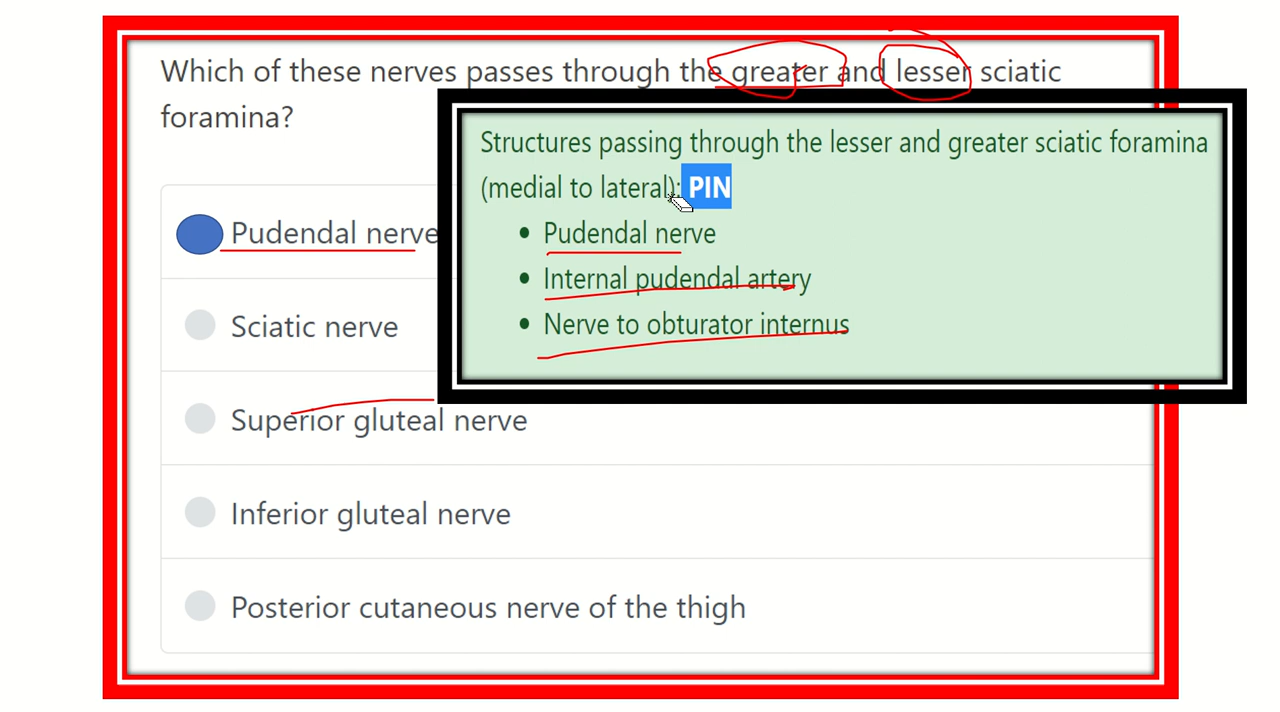 Which of these nerves passes through the greater and lesser sciatic
foramina?
Structures passing through the lesser and greater sciatic foramina
(medial to lateral): PIN
• Pudendal nerve
• Internal pudendal artery
• Nerve to obturator internus
Pudendal nerve
Sciatic nerve
Superior gluteal nerve
Inferior gluteal nerve
Posterior cutaneous nerve of the thigh